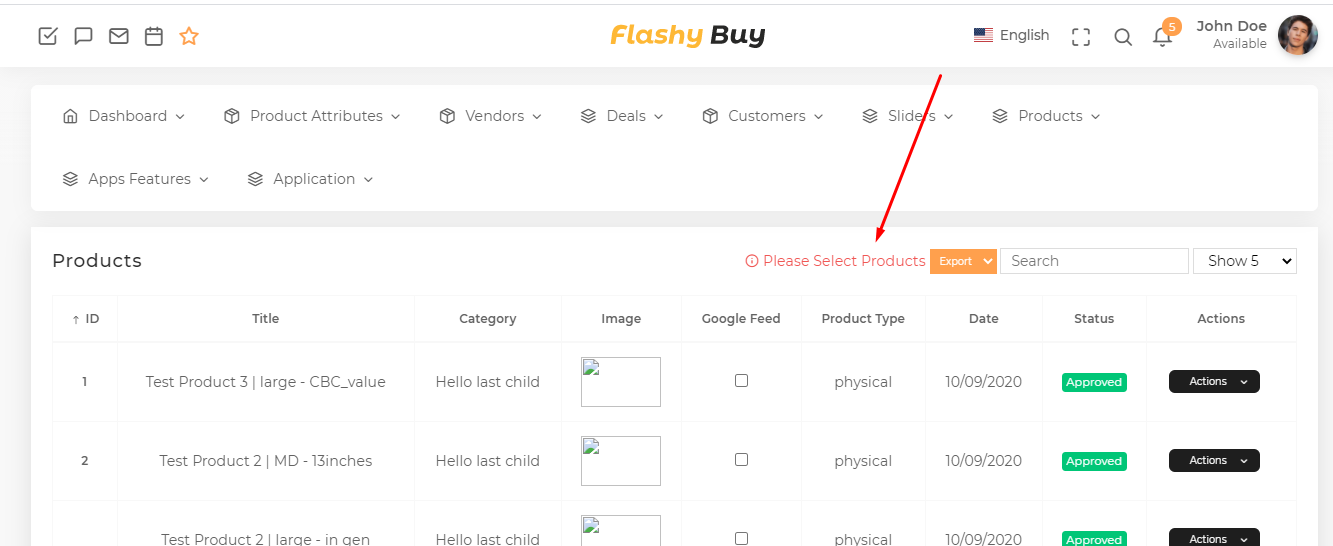 Flashy Buy
English
5
John Doe
Available
Dashboard Product Attributes Vendors Deals Customers Sliders Products
Apps Features Application
Products
Please Select Products
Export
Search
Show 5
↑ ID Title Category Image Google Feed Product Type Date Status Actions
1 Test Product 3 | large - CBC_value Hello last child physical 10/09/2020 Approved Actions
2 Test Product 2 | MD - 13inches Hello last child physical 10/09/2020 Approved Actions
Test Product 2 | large - in gen Hello last child physical 10/09/2020 Approved Actions